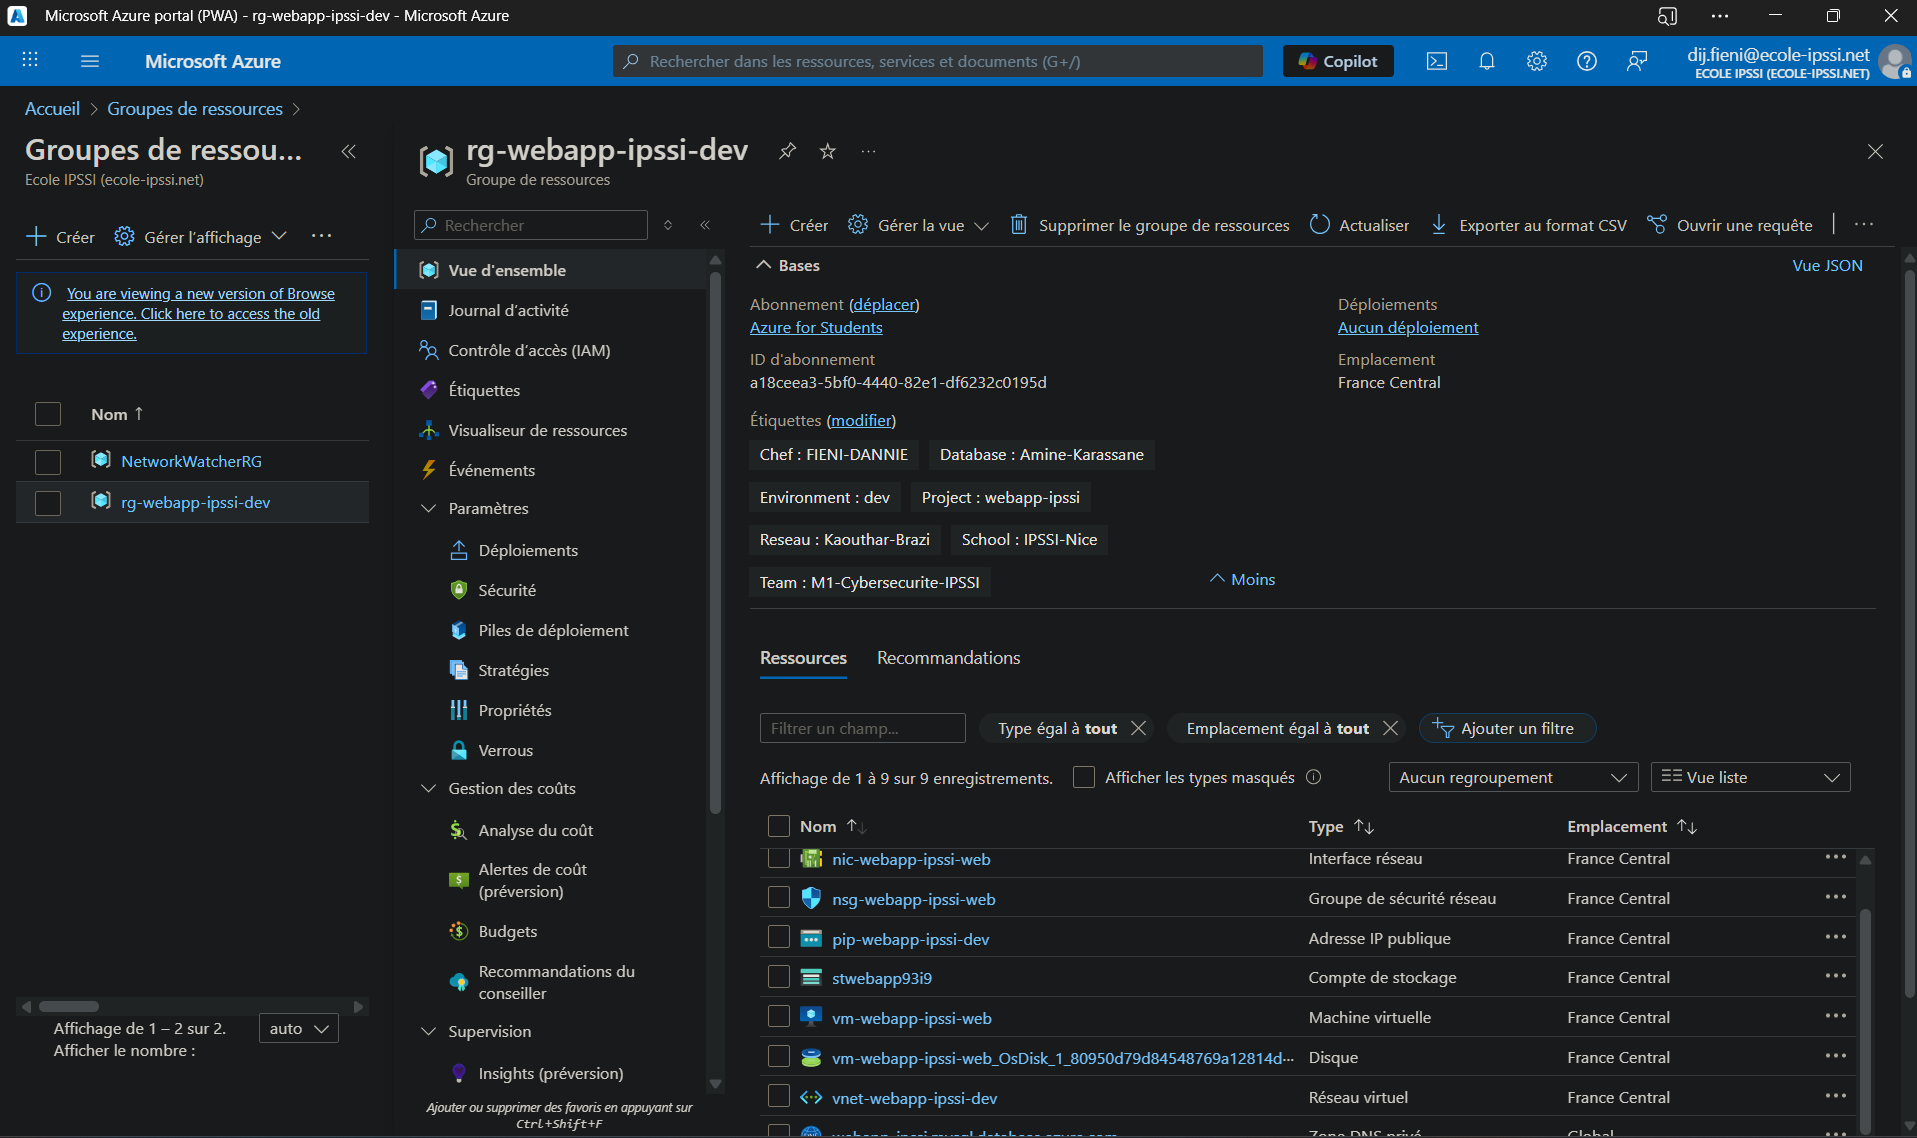 Microsoft Azure portal (PWA) - rg-webapp-ipssi-dev - Microsoft Azure
Microsoft Azure
Rechercher dans les ressources, services et documents (G+/)
Copilot
dij.fieni@ecole-ipssi.net
ECOLE IPSSI (ECOLE-IPSSI.NET)
Accueil > Groupes de ressources >
Groupes de ressou...
Ecole IPSSI (ecole-ipssi.net)
Créer
Gérer l'affichage
You are viewing a new version of Browse
experience. Click here to access the old
experience.
Nom ↑
NetworkWatcherRG
rg-webapp-ipssi-dev
Affichage de 1 – 2 sur 2.
Afficher le nombre :
auto
rg-webapp-ipssi-dev
Groupe de ressources
Rechercher
Vue d'ensemble
Journal d'activité
Contrôle d'accès (IAM)
Étiquettes
Visualiseur de ressources
Événements
Paramètres
Déploiements
Sécurité
Piles de déploiement
Stratégies
Propriétés
Verrous
Gestion des coûts
Analyse du coût
Alertes de coût
(préversion)
Budgets
Recommandations du
conseiller
Supervision
Insights (préversion)
Ajouter ou supprimer des favoris en appuyant sur
Ctrl+Shift+F
Créer
Gérer la vue
Supprimer le groupe de ressources
Actualiser
Exporter au format CSV
Ouvrir une requête
Bases
Vue JSON
Abonnement (déplacer)
Azure for Students
ID d'abonnement
a18ceea3-5bf0-4440-82e1-df6232c0195d
Déploiements
Aucun déploiement
Emplacement
France Central
Étiquettes (modifier)
Chef : FIENI-DANNIE
Database : Amine-Karassane
Environment : dev
Project : webapp-ipssi
Reseau : Kaouthar-Brazi
School : IPSSI-Nice
Team : M1-Cybersecurite-IPSSI
Moins
Ressources
Recommandations
Filtrer un champ...
Type égal à tout
Emplacement égal à tout
Ajouter un filtre
Affichage de 1 à 9 sur 9 enregistrements.
Afficher les types masqués
Aucun regroupement
Vue liste
Nom ↑↓ Type ↑↓ Emplacement ↑↓
nic-webapp-ipssi-web Interface réseau France Central
nsg-webapp-ipssi-web Groupe de sécurité réseau France Central
pip-webapp-ipssi-dev Adresse IP publique France Central
stwebapp93i9 Compte de stockage France Central
vm-webapp-ipssi-web Machine virtuelle France Central
vm-webapp-ipssi-web_OsDisk_1_80950d79d84548769a12814d... Disque France Central
vnet-webapp-ipssi-dev Réseau virtuel France Central
webapp-ipssi.mysql.database.azure.com Zone DNS privé Global